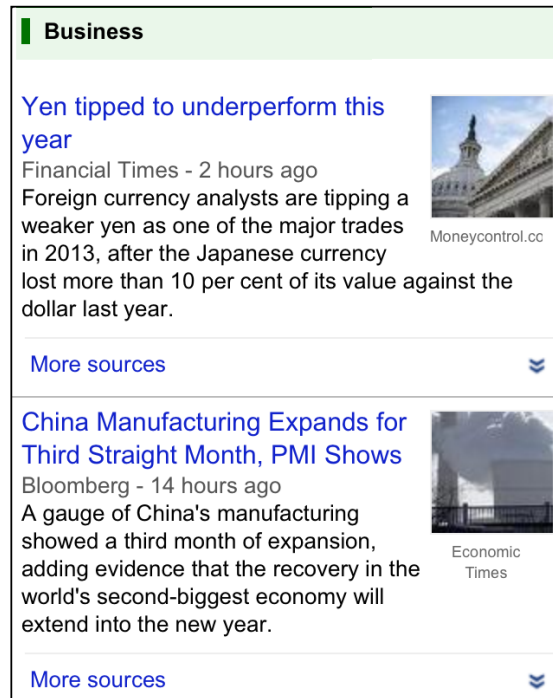 Business
Yen tipped to underperform this
year
Financial Times - 2 hours ago
Foreign currency analysts are tipping a
weaker yen as one of the major trades
in 2013, after the Japanese currency
lost more than 10 per cent of its value against the
dollar last year.
Moneycontrol.cc
More sources
China Manufacturing Expands for
Third Straight Month, PMI Shows
Bloomberg - 14 hours ago
A gauge of China's manufacturing
showed a third month of expansion,
adding evidence that the recovery in the
world's second-biggest economy will
extend into the new year.
Economic
Times
More sources